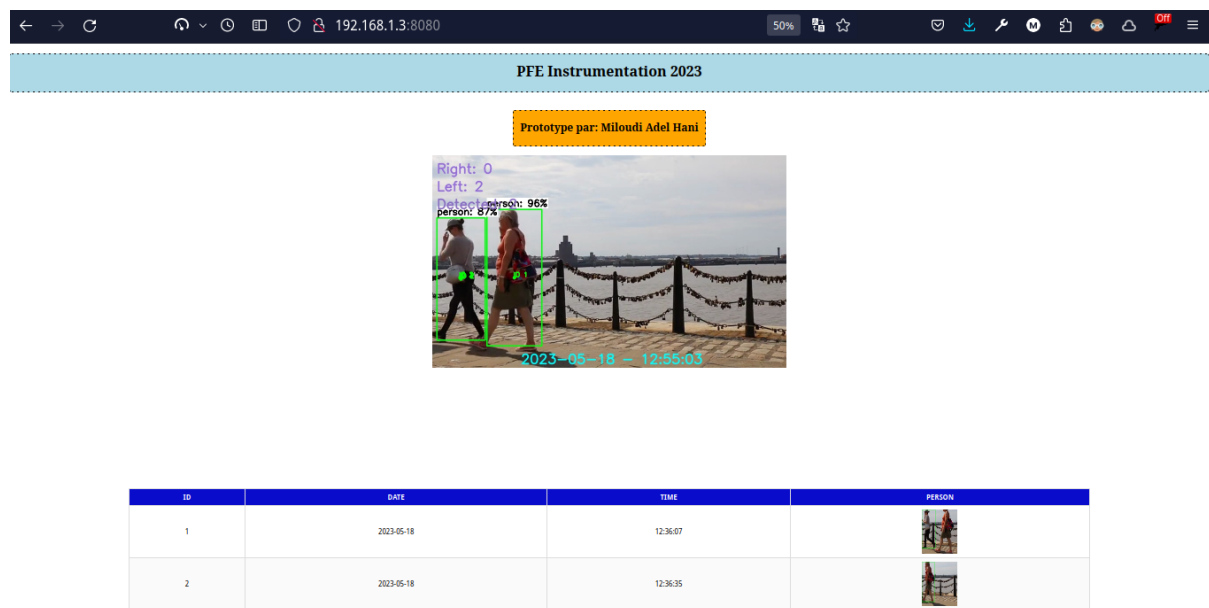 192.168.1.3:8080
50%
Off
PFE Instrumentation 2023
Prototype par: Miloudi Adel Hani
Right: 0
Left: 2
Detected:
person: 96%
person: 87%
2023-05-18 - 12:55:03
ID DATE TIME PERSON
1 2023-05-18 12:36:07
2 2023-05-18 12:36:35